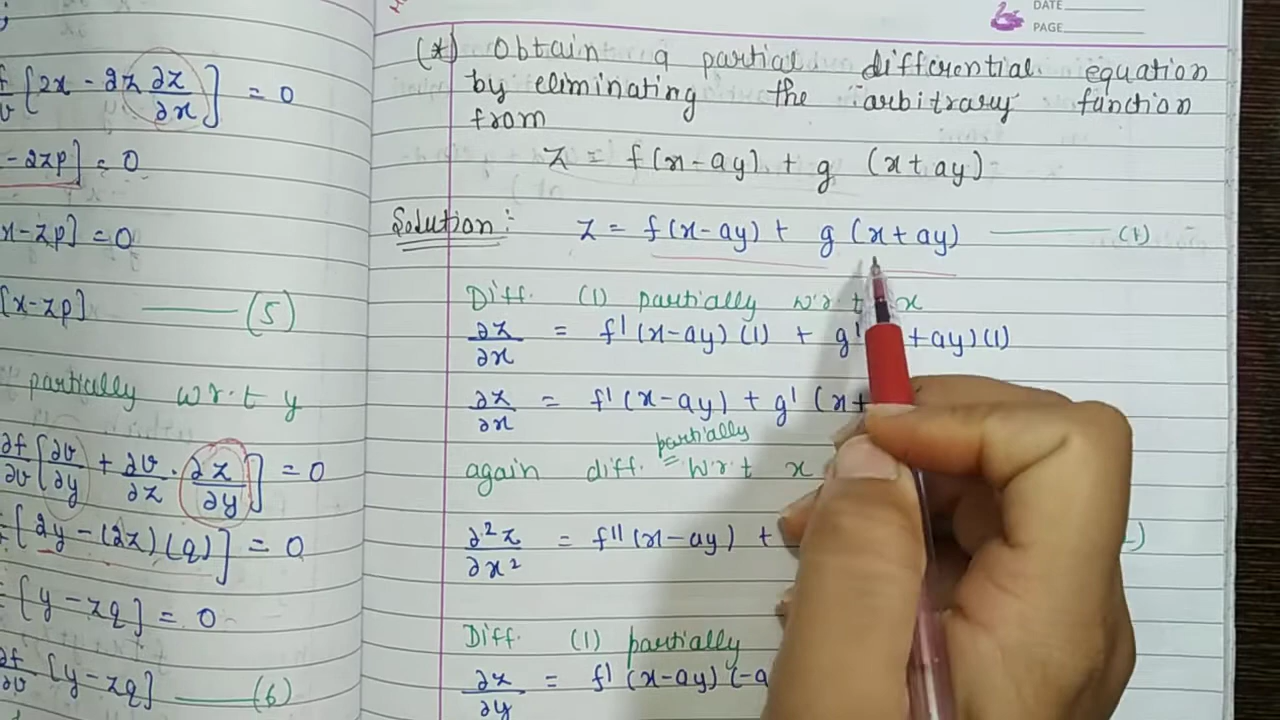 ∂f/∂v [2x - 2z ∂z/∂x] = 0
- 2zp] = 0
x - zp] = 0
[x - zp] ——— (5)
partially w.r.t y
∂f/∂v [∂v/∂y + ∂v/∂z · ∂z/∂y] = 0
[2y - (2z)(q)] = 0
[y - zq] = 0
∂f/∂v [y - zq] ——— (6)
DATE
PAGE
(*) Obtain a partial differential equation
by eliminating the arbitrary function
from
z = f(x-ay) + g (x+ay)
Solution: z = f(x-ay) + g (x+ay) ——— (1)
Diff. (1) partially w.r.t x
∂z/∂x = f'(x-ay)(1) + g' +ay)(1)
∂z/∂x = f'(x-ay) + g' (x+
partially
again diff. w.r.t x
∂²z/∂x² = f''(x-ay) + )
Diff. (1) partially
∂z/∂y = f' (x-ay) (-a